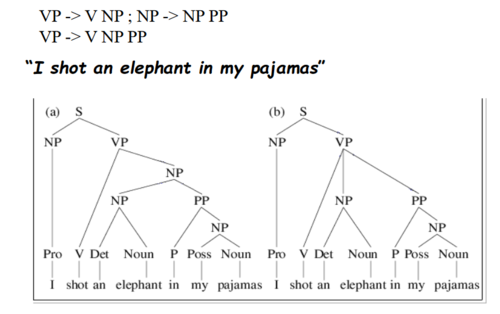 VP -> V NP ; NP -> NP PP
VP -> V NP PP
“I shot an elephant in my pajamas”
(a) S (b) S
NP VP NP VP
NP
NP PP NP PP
NP NP
Pro V Det Noun P Poss Noun Pro V Det Noun P Poss Noun
I shot an elephant in my pajamas I shot an elephant in my pajamas